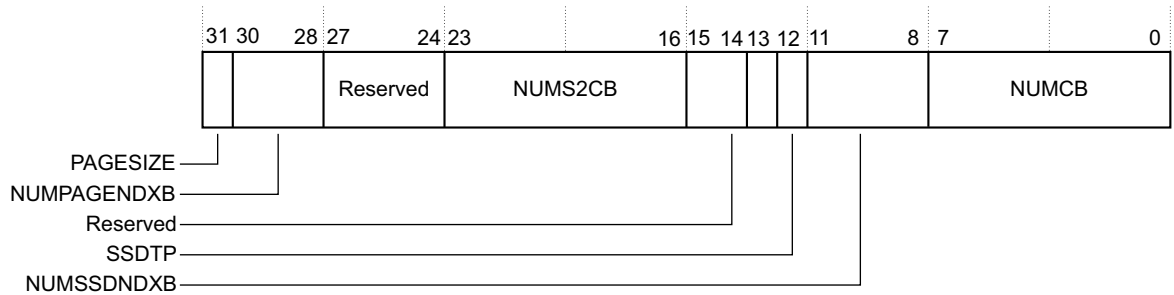 31 30 28 27 24 23 16 15 14 13 12 11 8 7 0
Reserved NUMS2CB NUMCB
PAGESIZE
NUMPAGENDXB
Reserved
SSDTP
NUMSSDNDXB